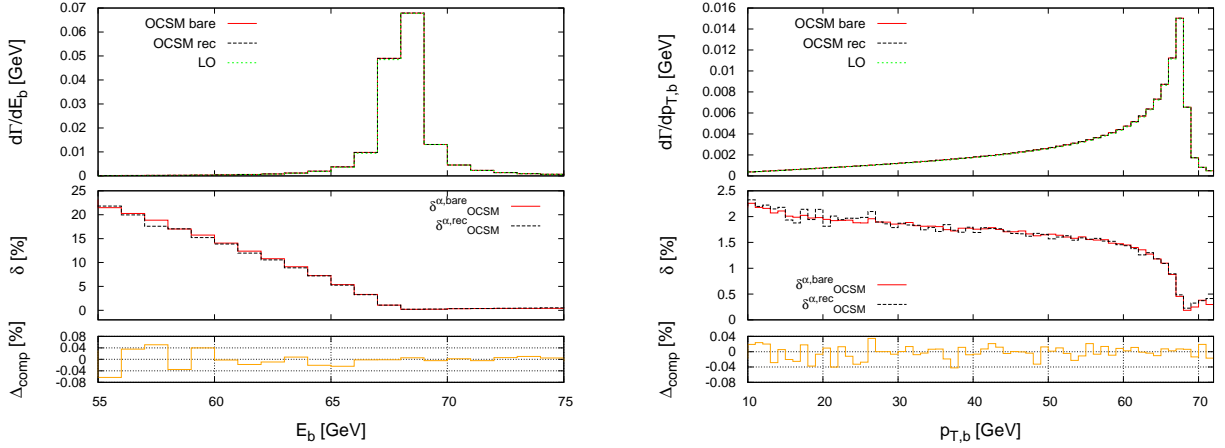 OCSM bare
OCSM rec
LO
dΓ/dE_b [GeV]
0.07
0.06
0.05
0.04
0.03
0.02
0.01
0
δ^{α,bare}_{OCSM}
δ^{α,rec}_{OCSM}
δ [%]
25
20
15
10
5
0
Δ_comp [%]
0.08
0.04
0
-0.04
-0.08
55
60
65
70
75
E_b [GeV]
OCSM bare
OCSM rec
LO
dΓ/dp_{T,b} [GeV]
0.016
0.014
0.012
0.01
0.008
0.006
0.004
0.002
δ [%]
2.5
2
1.5
1
0.5
0
δ^{α,bare}_{OCSM}
δ^{α,rec}_{OCSM}
Δ_comp [%]
0.04
0
-0.04
-0.08
10
20
30
40
50
60
70
p_{T,b} [GeV]